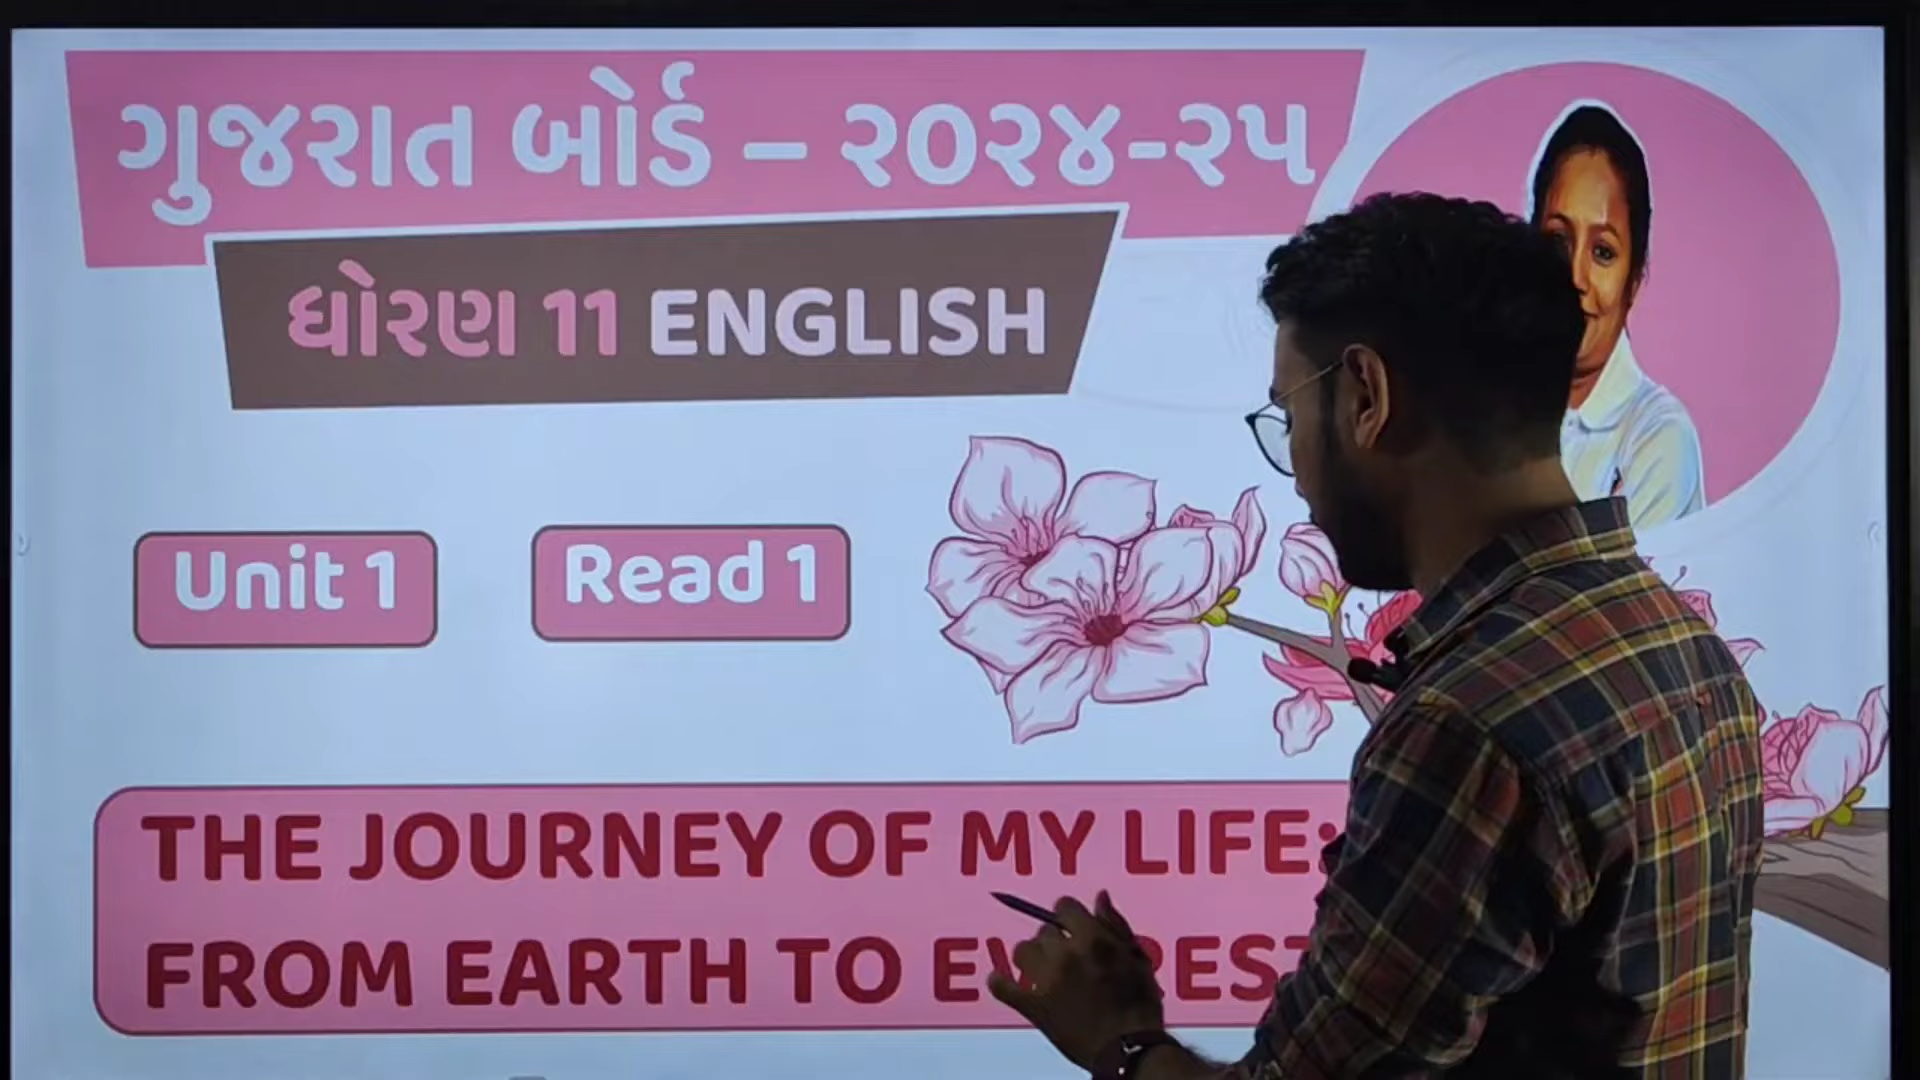 ગુજરાત બોર્ડ – ૨૦૨૪-૨૫
ધોરણ 11 ENGLISH
Unit 1
Read 1
THE JOURNEY OF MY LIFE:
FROM EARTH TO